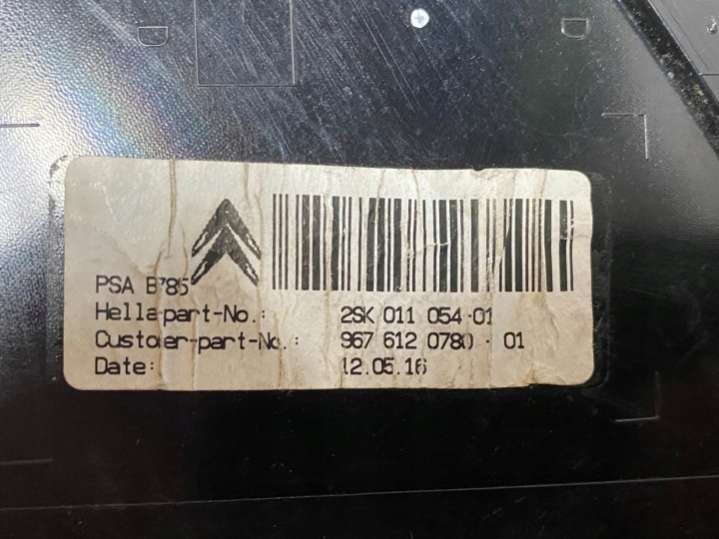 D
D
PSA B785
Hella-part-No.: 2SK 011 054-01
Custoer-part-No.: 967 612 0780 - 01
Date: 12.05.16